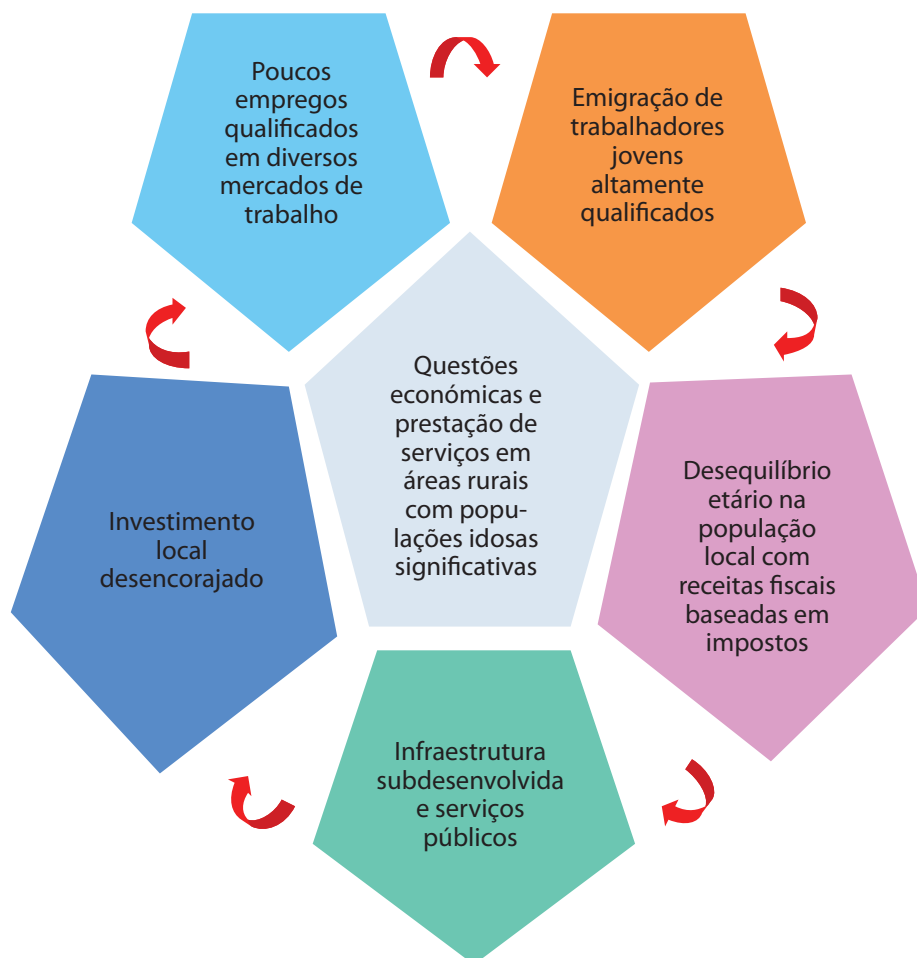 Poucos
empregos
qualificados
em diversos
mercados de
trabalho
Emigração de
trabalhadores
jovens
altamente
qualificados
Questões
económicas e
prestação de
serviços em
áreas rurais
com popu-
lações idosas
significativas
Desequilíbrio
etário na
população
local com
receitas fiscais
baseadas em
impostos
Investimento
local
desencorajado
Infraestrutura
subdesenvolvida
e serviços
públicos